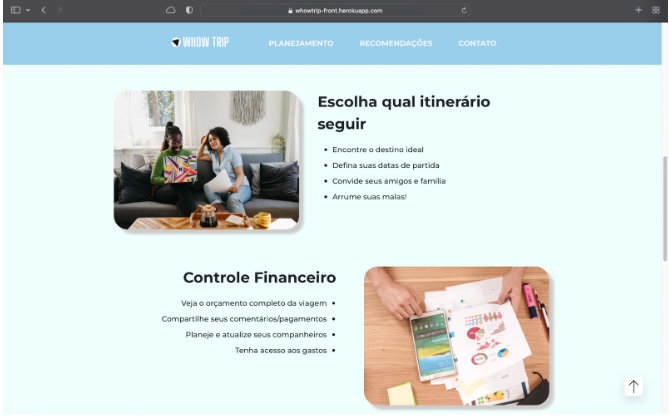 whowtrip-front.herokuapp.com
WHOW TRIP
PLANEJAMENTO RECOMENDAÇÕES CONTATO
Escolha qual itinerário
seguir
Encontre o destino ideal
Defina suas datas de partida
Convide seus amigos e família
Arrume suas malas!
Controle Financeiro
Veja o orçamento completo da viagem
Compartilhe seus comentários/pagamentos
Planeje e atualize seus companheiros
Tenha acesso aos gastos